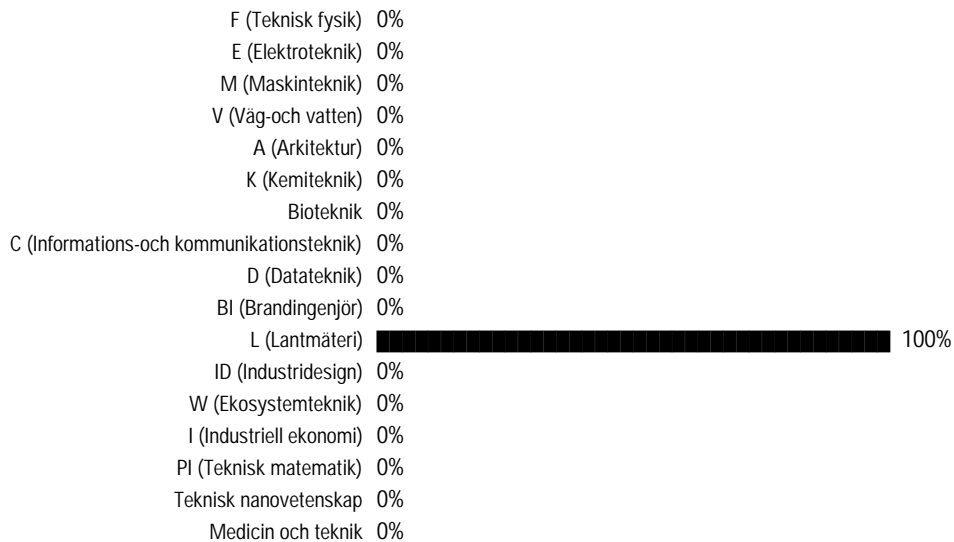 F (Teknisk fysik) 0%
E (Elektroteknik) 0%
M (Maskinteknik) 0%
V (Väg-och vatten) 0%
A (Arkitektur) 0%
K (Kemiteknik) 0%
Bioteknik 0%
C (Informations-och kommunikationsteknik) 0%
D (Datateknik) 0%
BI (Brandingenjör) 0%
L (Lantmäteri) 100%
ID (Industridesign) 0%
W (Ekosystemteknik) 0%
I (Industriell ekonomi) 0%
PI (Teknisk matematik) 0%
Teknisk nanovetenskap 0%
Medicin och teknik 0%